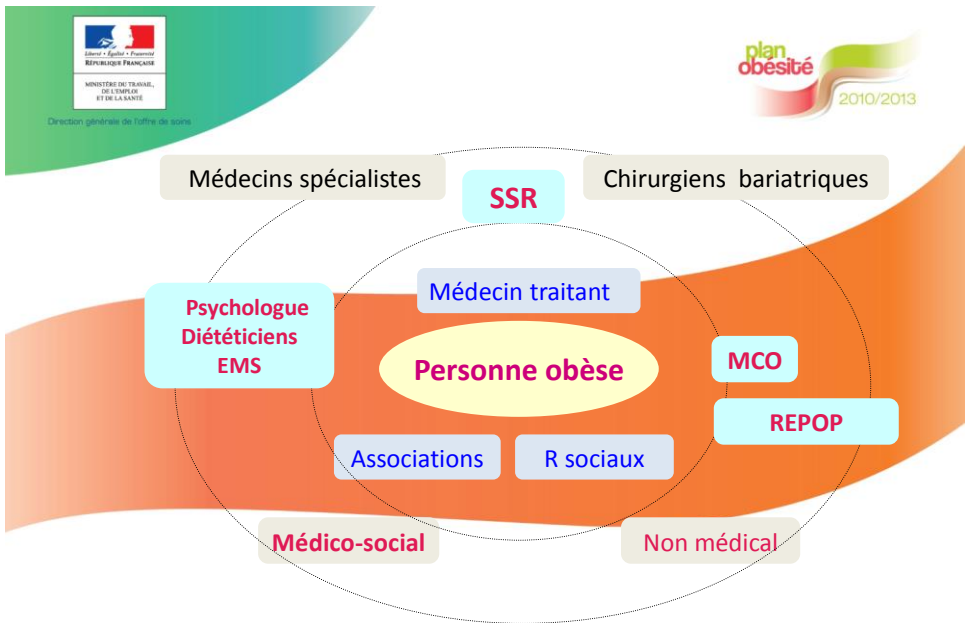 Liberté • Égalité • Fraternité
RÉPUBLIQUE FRANÇAISE
MINISTÈRE DU TRAVAIL,
DE L'EMPLOI
ET DE LA SANTÉ
Direction générale de l'offre de soins
plan
obésité
2010/2013
Médecins spécialistes
Chirurgiens bariatriques
SSR
Médecin traitant
Psychologue
Diététiciens
EMS
Personne obèse
MCO
REPOP
Associations
R sociaux
Médico-social
Non médical